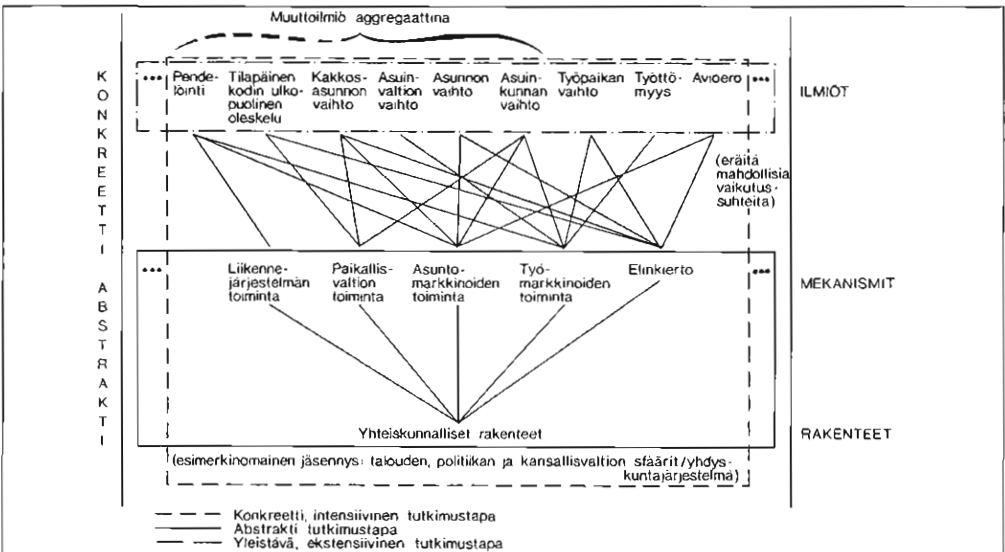 Muuttoilmiö aggregaattina
KONKREETTI
ABSTRAKTI
•••
Pende-
löinti
Tilapäinen
kodin ulko-
puolinen
oleskelu
Kakkos-
asunnon
vaihto
Asuin-
valtion
vaihto
Asunnon
vaihto
Asuin-
kunnan
vaihto
Työpaikan
vaihto
Työttö-
myys
Avioero
•••
ILMIÖT
(eräitä
mahdollisia
vaikutus-
suhteita)
•••
Liikenne-
järjestelmän
toiminta
Paikallis-
valtion
toiminta
Asunto-
markkinoiden
toiminta
Työ-
markkinoiden
toiminta
Elinkierto
•••
MEKANISMIT
Yhteiskunnalliset rakenteet
RAKENTEET
(esimerkinomainen jäsennys: talouden, politiikan ja kansallisvaltion sfäärit/yhdys-
kuntajärjestelmä)
Konkreetti, intensiivinen tutkimustapa
Abstrakti tutkimustapa
Yleistävä, ekstensiivinen tutkimustapa